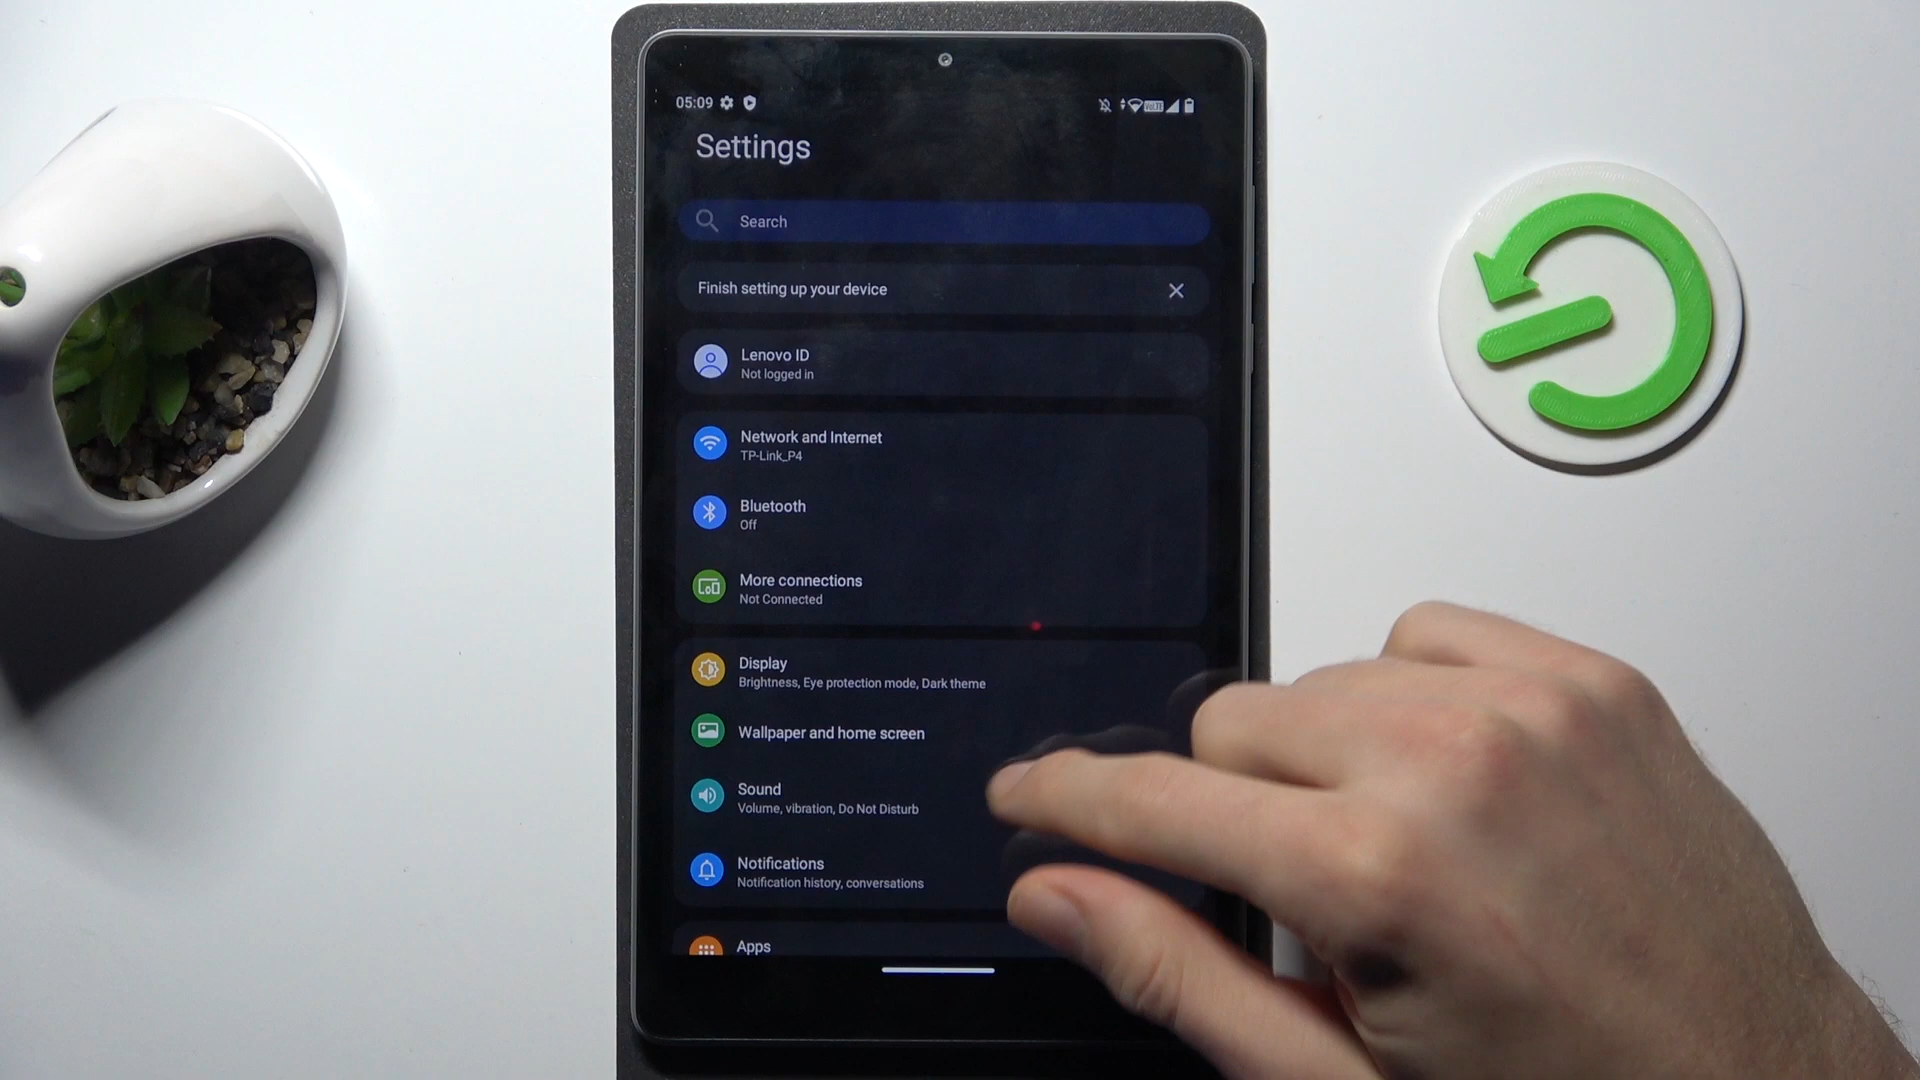 05:09
VoLTE
Settings
Search
Finish setting up your device
Lenovo ID
Not logged in
Network and Internet
TP-Link_P4
Bluetooth
Off
More connections
Not Connected
Display
Brightness, Eye protection mode, Dark theme
Wallpaper and home screen
Sound
Volume, vibration, Do Not Disturb
Notifications
Notification history, conversations
Apps